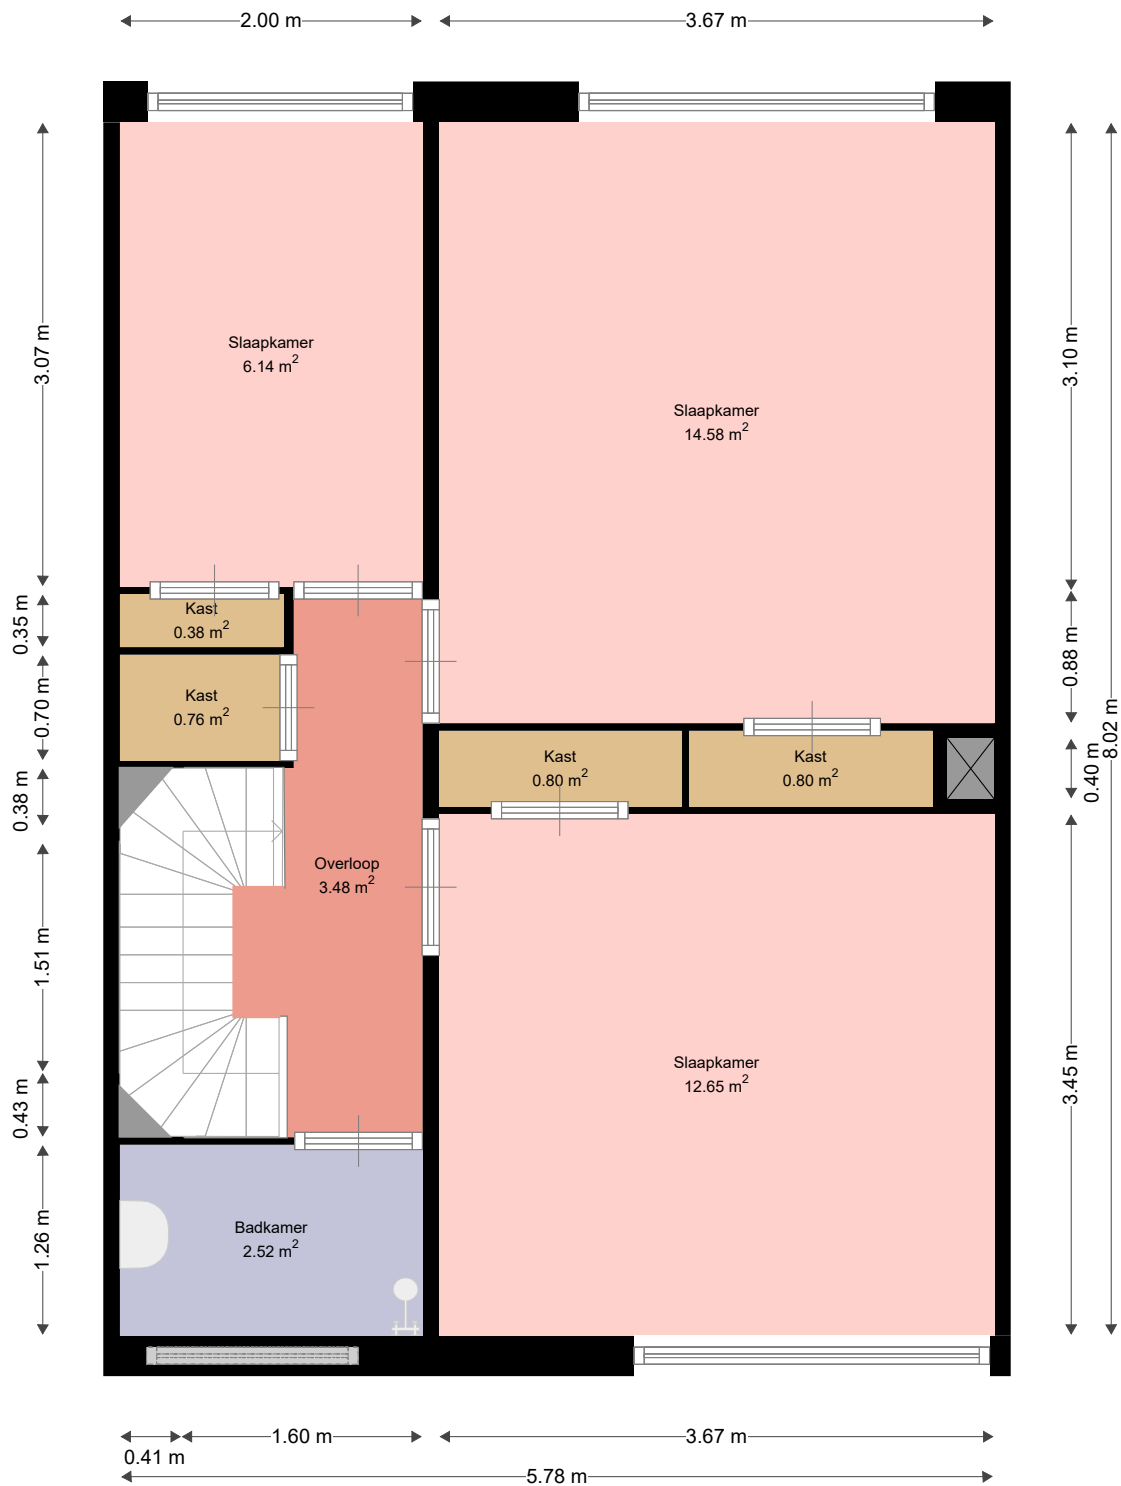 2.00 m
3.67 m
3.07 m
3.10 m
Slaapkamer
6.14 m²
Slaapkamer
14.58 m²
0.35 m
Kast
0.38 m²
0.88 m
0.70 m
Kast
0.76 m²
8.02 m
Kast
0.80 m²
Kast
0.80 m²
0.40 m
0.38 m
Overloop
3.48 m²
1.51 m
Slaapkamer
12.65 m²
3.45 m
0.43 m
Badkamer
2.52 m²
1.26 m
0.41 m
1.60 m
3.67 m
5.78 m